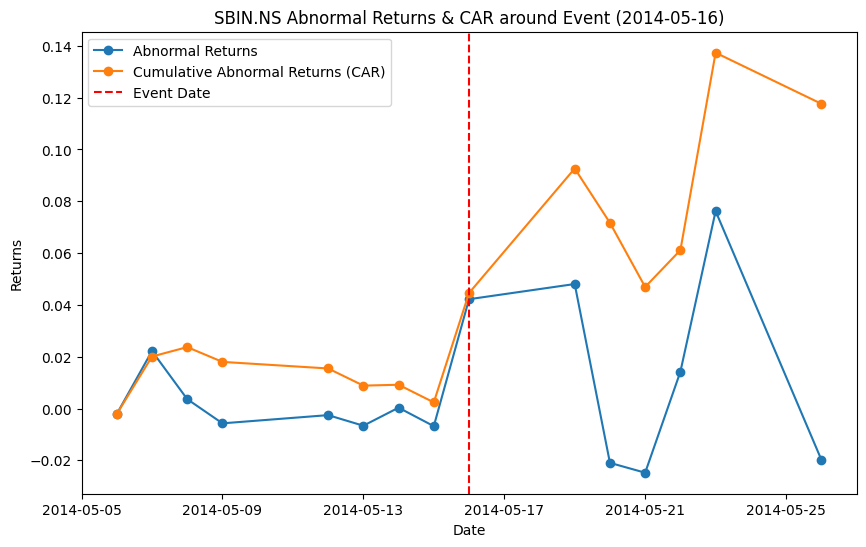 SBIN.NS Abnormal Returns & CAR around Event (2014-05-16)
Abnormal Returns
Cumulative Abnormal Returns (CAR)
Event Date
0.14
0.12
0.10
0.08
0.06
0.04
0.02
0.00
−0.02
Returns
2014-05-05 2014-05-09 2014-05-13 2014-05-17 2014-05-21 2014-05-25
Date